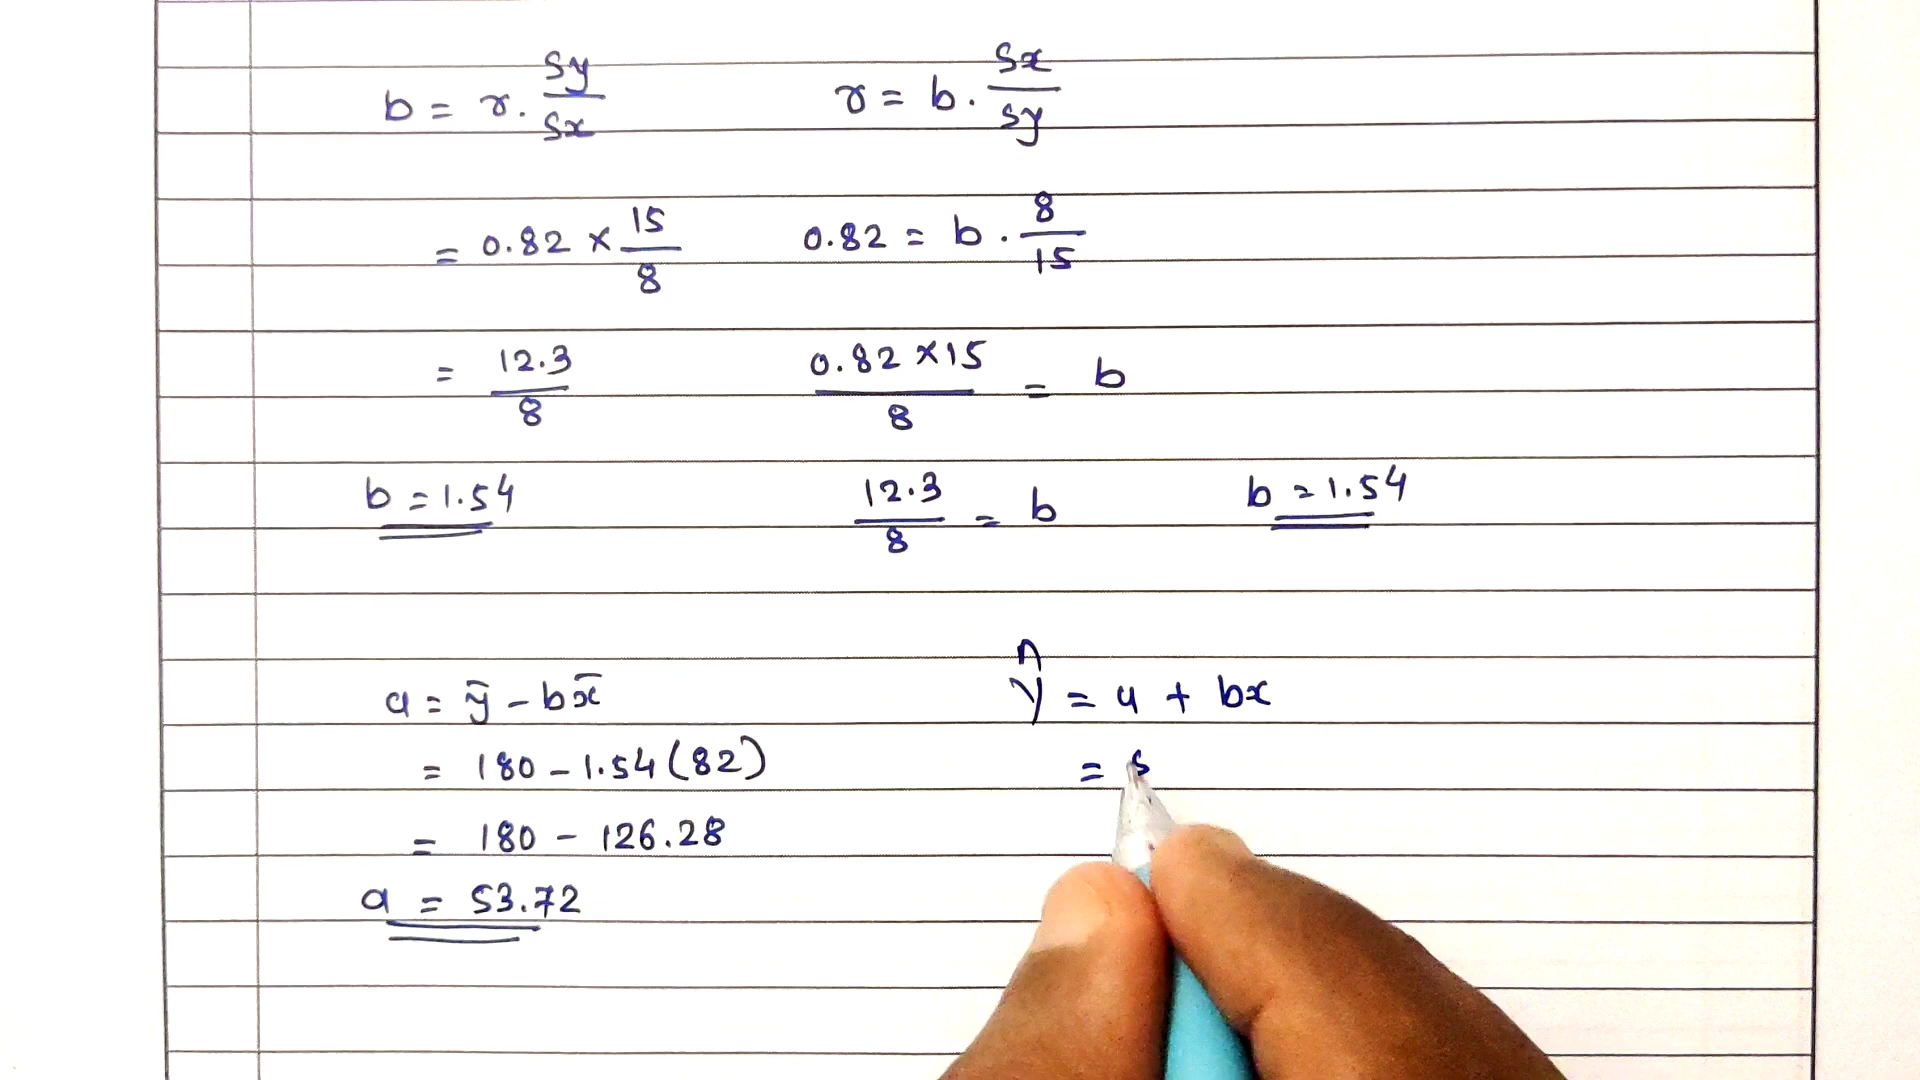 b = r . Sy/Sx r = b . Sx/Sy
= 0.82 × 15/8 0.82 = b . 8/15
= 12.3/8 0.82 × 15/8 = b
b = 1.54 12.3/8 = b b = 1.54
a = ȳ - bx̄ ŷ = a + bx
= 180 - 1.54 (82) = 5
= 180 - 126.28
a = 53.72